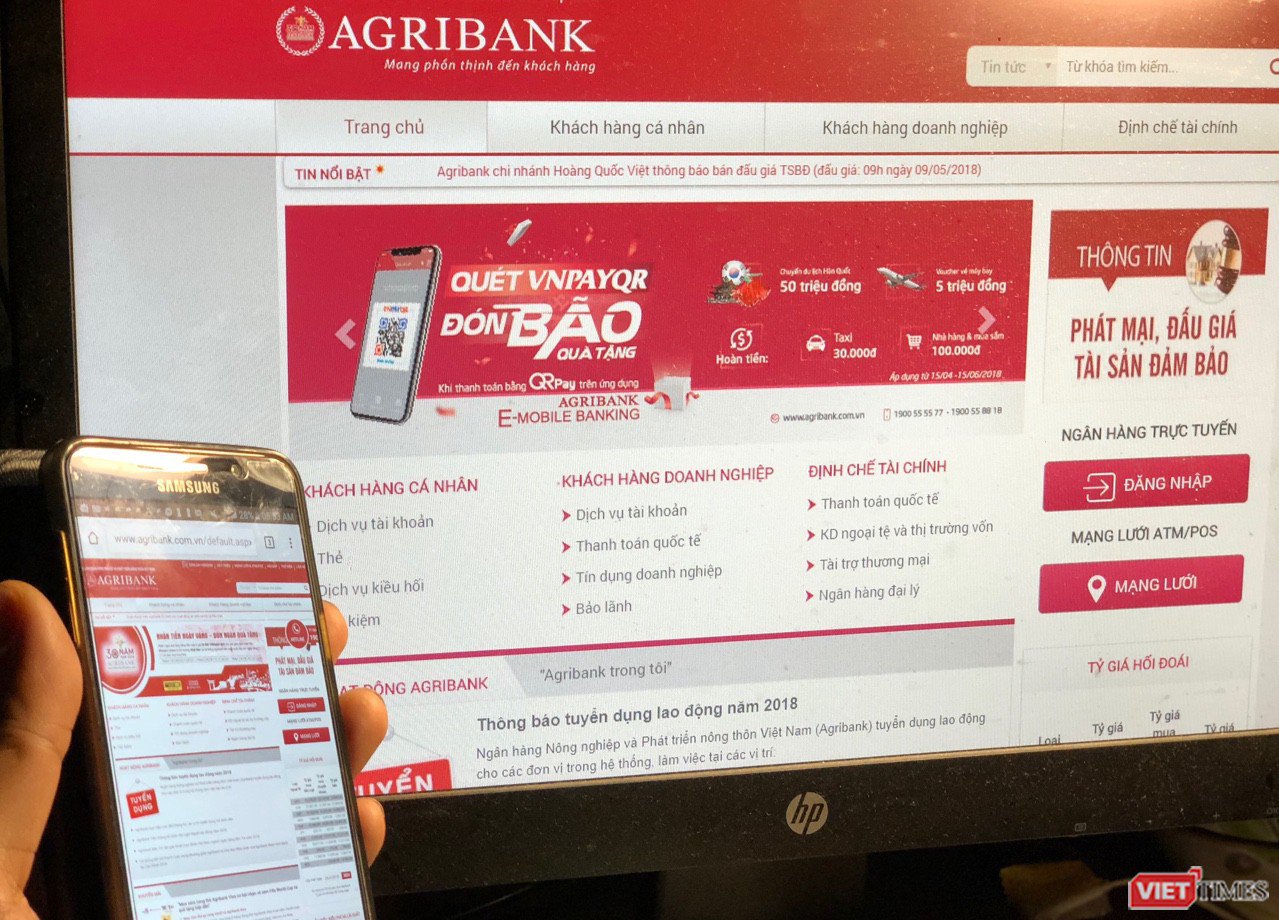 AGRIBANK
Mang phồn thịnh đến khách hàng
Tin tức
Từ khóa tìm kiếm...
Trang chủ
Khách hàng cá nhân
Khách hàng doanh nghiệp
Định chế tài chính
TIN NỔI BẬT
Agribank chi nhánh Hoàng Quốc Việt thông báo bán đấu giá TSBĐ (đấu giá: 09h ngày 09/05/2018)
QUÉT VNPAYQR
ĐÓN BÃO
QUÀ TẶNG
Khi thanh toán bằng QRPay trên ứng dụng
AGRIBANK
E-MOBILE BANKING
Chuyến du lịch Hàn Quốc
50 triệu đồng
Voucher vé máy bay
5 triệu đồng
Hoàn tiền:
Taxi
30.000đ
Nhà hàng & mua sắm
100.000đ
Áp dụng từ 15/04 -15/06/2018
www.agribank.com.vn
1900 55 55 77 - 1900 55 88 18
THÔNG TIN
PHÁT MẠI, ĐẤU GIÁ
TÀI SẢN ĐẢM BẢO
NGÂN HÀNG TRỰC TUYẾN
ĐĂNG NHẬP
MẠNG LƯỚI ATM/POS
MẠNG LƯỚI
TỶ GIÁ HỐI ĐOÁI
Loại
Tỷ giá
Tỷ giá
mua
Tỷ giá
KHÁCH HÀNG CÁ NHÂN
Dịch vụ tài khoản
Thẻ
Dịch vụ kiều hối
kiệm
KHÁCH HÀNG DOANH NGHIỆP
Dịch vụ tài khoản
Thanh toán quốc tế
Tín dụng doanh nghiệp
Bảo lãnh
ĐỊNH CHẾ TÀI CHÍNH
Thanh toán quốc tế
KD ngoại tệ và thị trường vốn
Tài trợ thương mại
Ngân hàng đại lý
ẠT ĐỘNG AGRIBANK
"Agribank trong tôi"
Thông báo tuyển dụng lao động năm 2018
Ngân hàng Nông nghiệp và Phát triển nông thôn Việt Nam (Agribank) tuyển dụng lao động
cho các đơn vị trong hệ thống, làm việc tại các vị trí:
UYỂN
hp
SAMSUNG
28%
www.agribank.com.vn/default.aspx
AGRIBANK
30 NĂM
PHÁT MẠI, ĐẤU GIÁ
TÀI SẢN ĐẢM BẢO
ĐĂNG NHẬP
MẠNG LƯỚI
TUYỂN
DỤNG
VIETTIMES